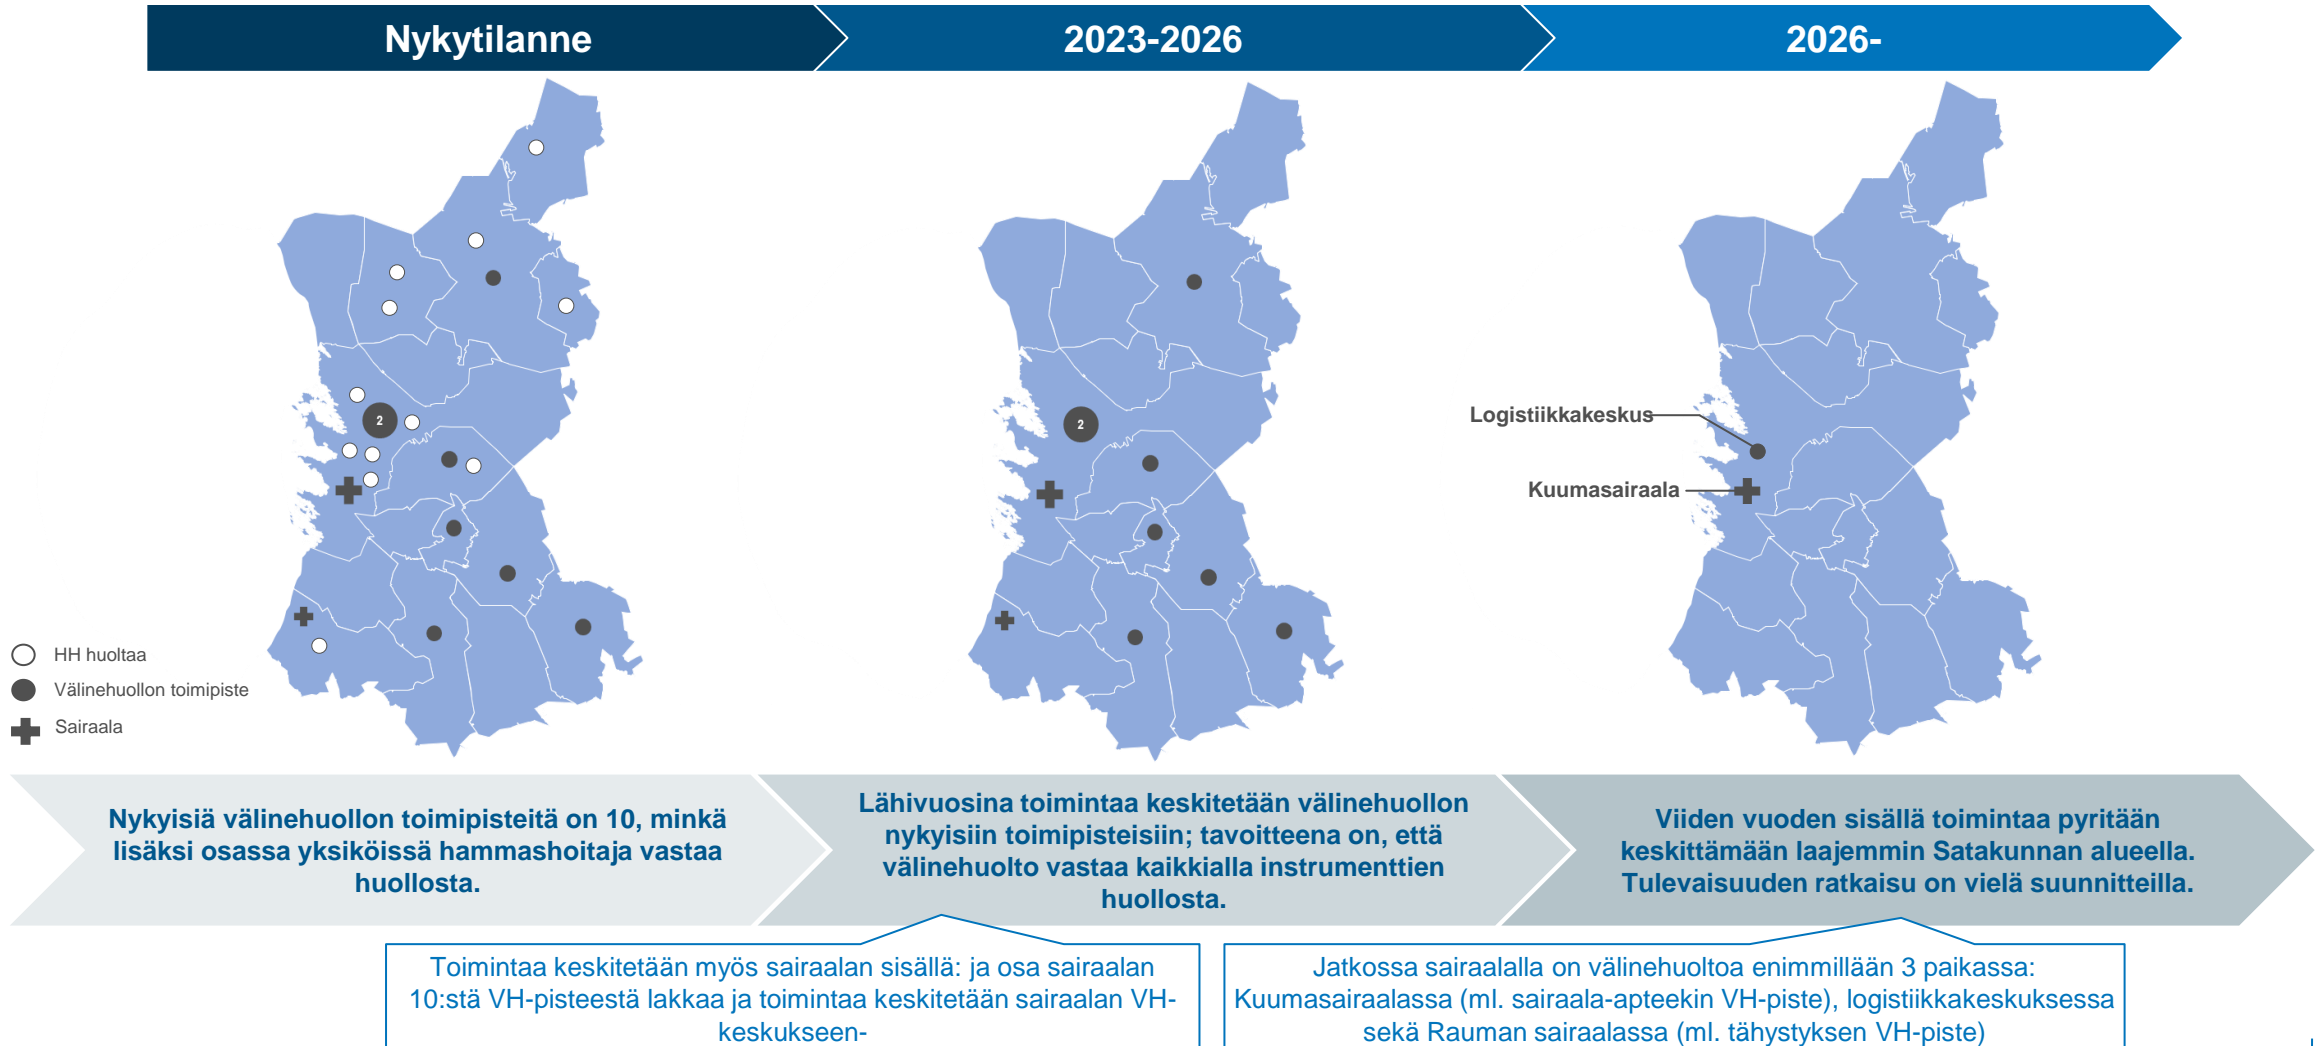 Nykytilanne
2023-2026
2026-
2
2
Logistiikkakeskus
Kuumasairaala
HH huoltaa
Välinehuollon toimipiste
Sairaala
Nykyisiä välinehuollon toimipisteitä on 10, minkä
lisäksi osassa yksiköissä hammashoitaja vastaa
huollosta.
Lähivuosina toimintaa keskitetään välinehuollon
nykyisiin toimipisteisiin; tavoitteena on, että
välinehuolto vastaa kaikkialla instrumenttien
huollosta.
Viiden vuoden sisällä toimintaa pyritään
keskittämään laajemmin Satakunnan alueella.
Tulevaisuuden ratkaisu on vielä suunnitteilla.
Toimintaa keskitetään myös sairaalan sisällä: ja osa sairaalan
10:stä VH-pisteestä lakkaa ja toimintaa keskitetään sairaalan VH-
keskukseen-
Jatkossa sairaalalla on välinehuoltoa enimmillään 3 paikassa:
Kuumasairaalassa (ml. sairaala-apteekin VH-piste), logistiikkakeskuksessa
sekä Rauman sairaalassa (ml. tähystyksen VH-piste)